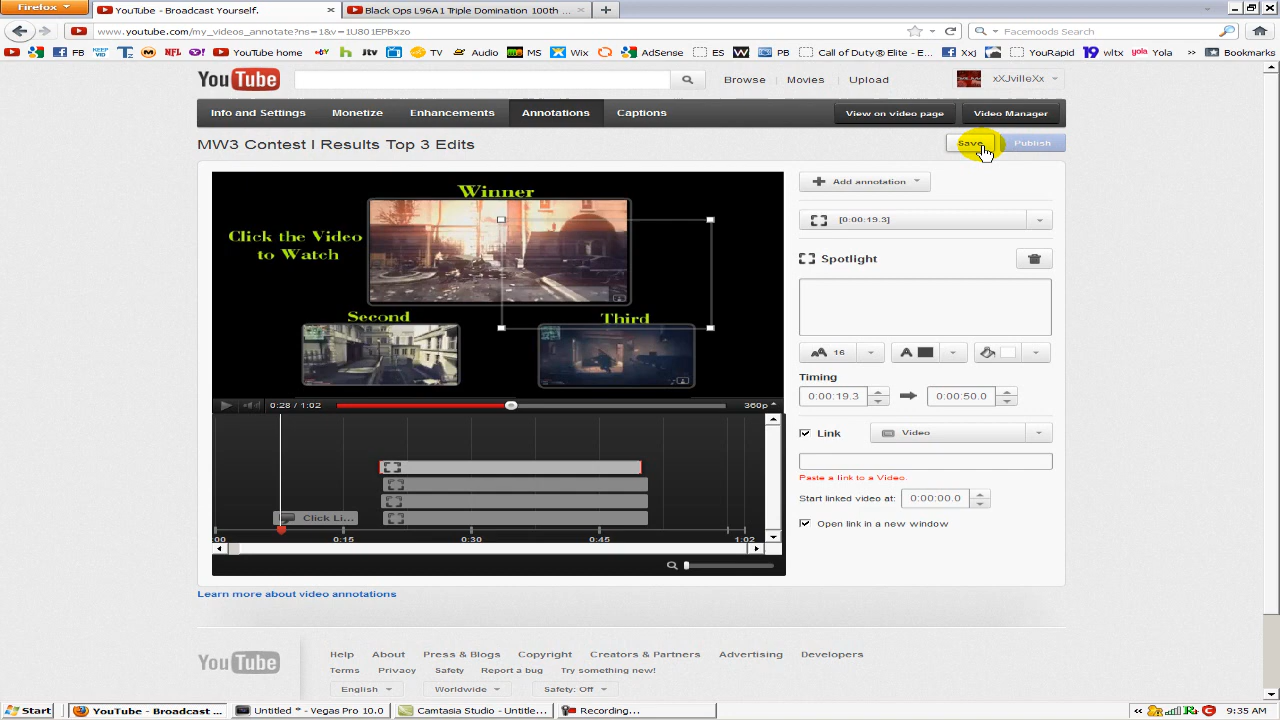 Firefox
YouTube - Broadcast Yourself.
Black Ops L96A1 Triple Domination 100th ...
www.youtube.com/my_videos_annotate?ns=1&v=1U801EPBxzo
Facemoods Search
FB
YouTube home
TV
Audio
MS
Wix
AdSense
ES
W
PB
Call of Duty® Elite ...
Xxj
YouRapid
wltx
yola Yola
Bookmarks
YouTube
Browse
Movies
Upload
xXJvilleXx
Info and Settings
Monetize
Enhancements
Annotations
Captions
View on video page
Video Manager
MW3 Contest I Results Top 3 Edits
Save
Publish
Winner
Click the Video
to Watch
Second
Third
0:28 / 1:02
360p
Click Li...
:00
0:15
0:30
0:45
1:02
Add annotation
[0:00:19.3]
Spotlight
16
A
Timing
0:00:19.3
0:00:50.0
Link
Video
Paste a link to a Video.
Start linked video at:
0:00:00.0
Open link in a new window
Learn more about video annotations
YouTube
Help
About
Press & Blogs
Copyright
Creators & Partners
Advertising
Developers
Terms
Privacy
Safety
Report a bug
Try something new!
English
Worldwide
Safety: Off
Start
YouTube - Broadcast ...
Untitled * - Vegas Pro 10.0
Camtasia Studio - Untitle...
Recording...
9:35 AM